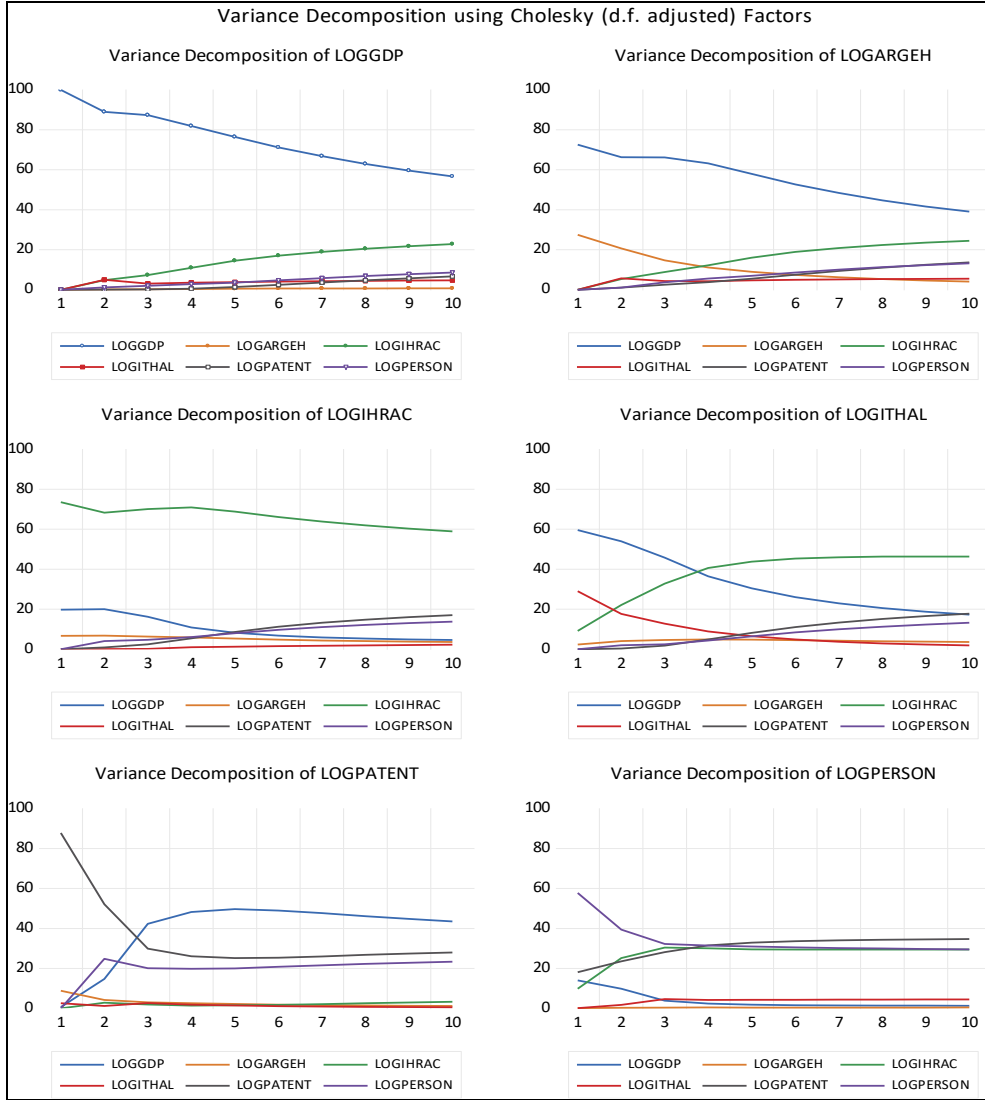 Variance Decomposition using Cholesky (d.f. adjusted) Factors
Variance Decomposition of LOGGDP
100
80
60
40
20
0
1 2 3 4 5 6 7 8 9 10
LOGGDP LOGARGEH LOGIHRAC
LOGITHAL LOGPATENT LOGPERSON
Variance Decomposition of LOGARGEH
100
80
60
40
20
0
1 2 3 4 5 6 7 8 9 10
LOGGDP LOGARGEH LOGIHRAC
LOGITHAL LOGPATENT LOGPERSON
Variance Decomposition of LOGIHRAC
100
80
60
40
20
0
1 2 3 4 5 6 7 8 9 10
LOGGDP LOGARGEH LOGIHRAC
LOGITHAL LOGPATENT LOGPERSON
Variance Decomposition of LOGITHAL
100
80
60
40
20
0
1 2 3 4 5 6 7 8 9 10
LOGGDP LOGARGEH LOGIHRAC
LOGITHAL LOGPATENT LOGPERSON
Variance Decomposition of LOGPATENT
100
80
60
40
20
0
1 2 3 4 5 6 7 8 9 10
LOGGDP LOGARGEH LOGIHRAC
LOGITHAL LOGPATENT LOGPERSON
Variance Decomposition of LOGPERSON
100
80
60
40
20
0
1 2 3 4 5 6 7 8 9 10
LOGGDP LOGARGEH LOGIHRAC
LOGITHAL LOGPATENT LOGPERSON